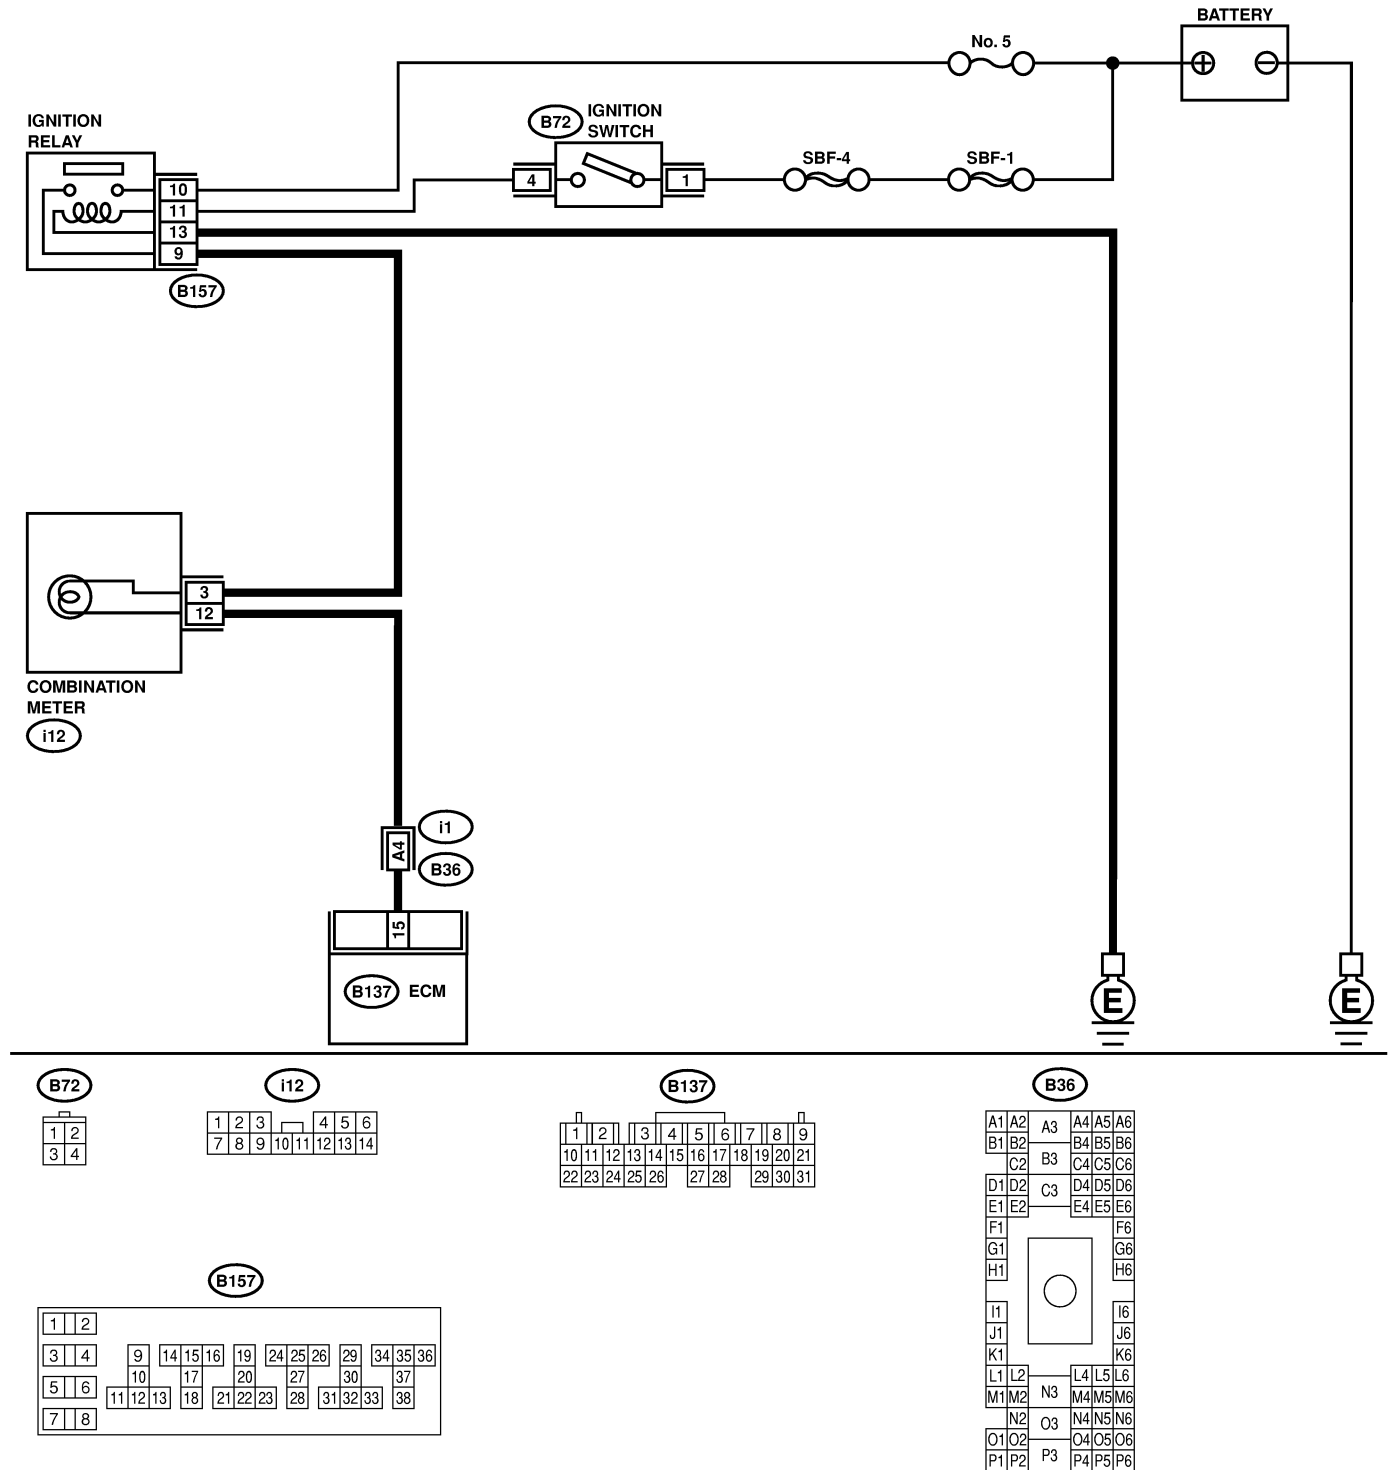 BATTERY
No. 5
IGNITION
RELAY
B72
IGNITION
SWITCH
SBF-4
SBF-1
4
1
10
11
13
9
B157
3
12
COMBINATION
METER
i12
i1
A4
B36
15
B137 ECM
E
E
B72
1 2
3 4
i12
1 2 3 4 5 6
7 8 9 10 11 12 13 14
B137
1 2 3 4 5 6 7 8 9
10 11 12 13 14 15 16 17 18 19 20 21
22 23 24 25 26 27 28 29 30 31
B36
A1 A2 A3 A4 A5 A6
B1 B2 B4 B5 B6
C2 B3 C4 C5 C6
D1 D2 C3 D4 D5 D6
E1 E2 E4 E5 E6
F1 F6
G1 G6
H1 H6
I1 I6
J1 J6
K1 K6
L1 L2 L4 L5 L6
M1 M2 N3 M4 M5 M6
N2 O3 N4 N5 N6
O1 O2 O4 O5 O6
P1 P2 P3 P4 P5 P6
B157
1 2
3 4
5 6
7 8
9 14 15 16 19 24 25 26 29 34 35 36
10 17 20 27 30 37
11 12 13 18 21 22 23 28 31 32 33 38